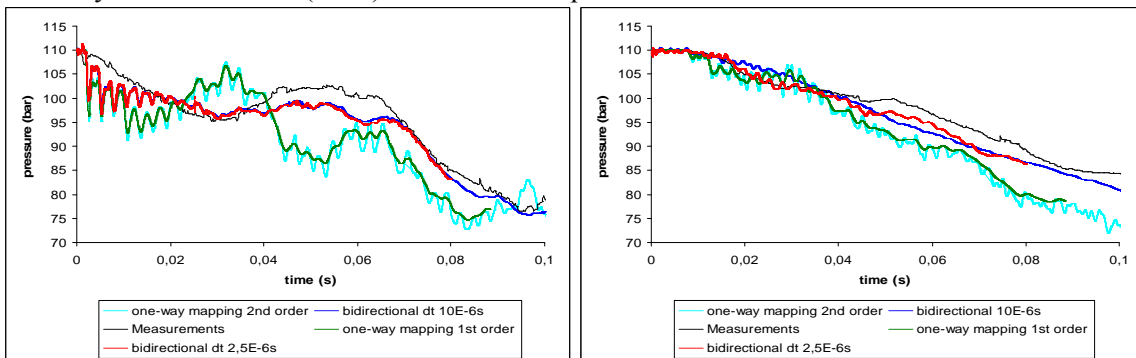 115
110
105
100
95
90
85
80
75
70
pressure (bar)
0 0,02 0,04 0,06 0,08 0,1
time (s)
one-way mapping 2nd order bidirectional dt 10E-6s
Measurements one-way mapping 1st order
bidirectional dt 2,5E-6s
115
110
105
100
95
90
85
80
75
70
pressure (bar)
0 0,02 0,04 0,06 0,08 0,1
time (s)
one-way mapping 2nd order bidirectional 10E-6s
Measurements one-way mapping 1st order
bidirectional dt 2,5E-6s